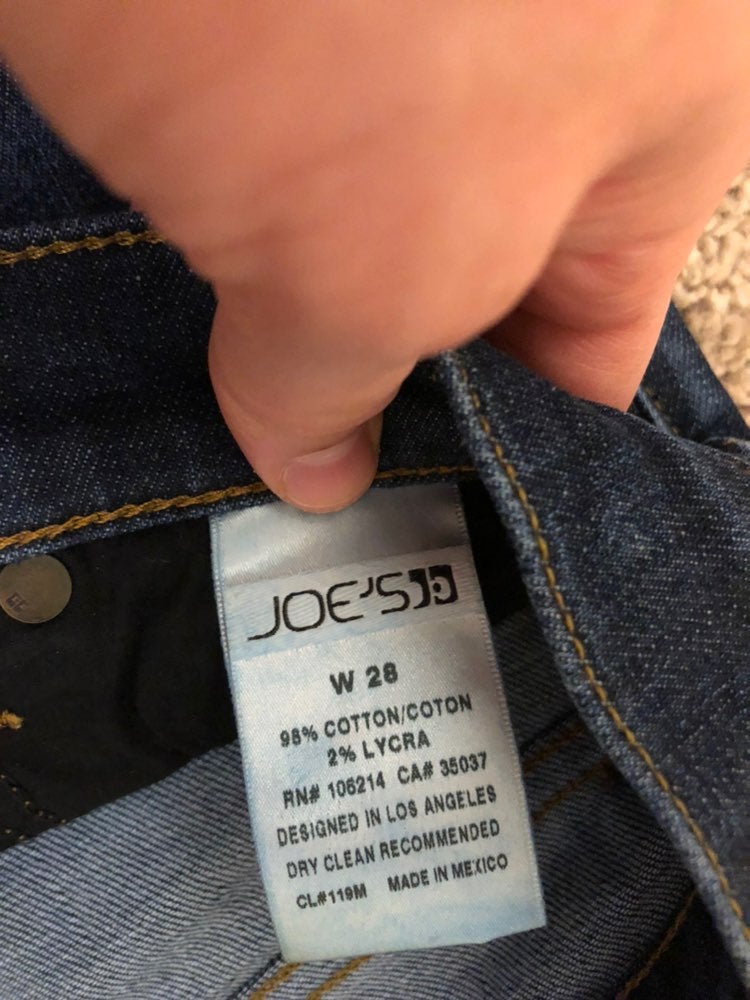 JOE'S
W 28
98% COTTON/COTON
2% LYCRA
RN# 106214 CA# 35037
DESIGNED IN LOS ANGELES
DRY CLEAN RECOMMENDED
CL#119M MADE IN MEXICO